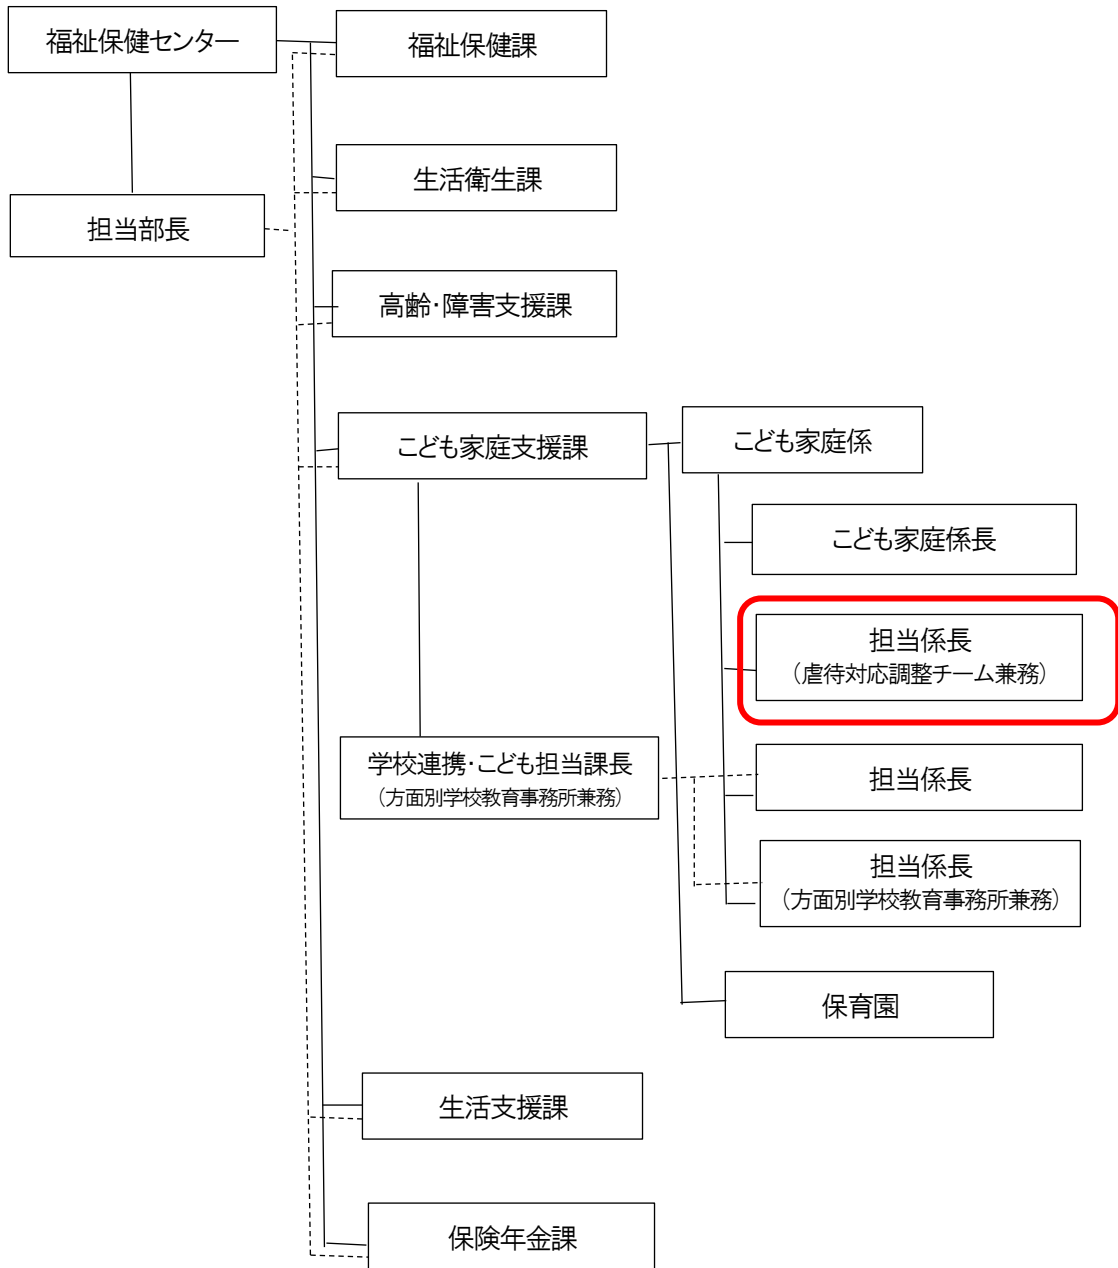 福祉保健センター
福祉保健課
生活衛生課
担当部長
高齢・障害支援課
こども家庭支援課
こども家庭係
こども家庭係長
担当係長
（虐待対応調整チーム兼務）
学校連携・こども担当課長
（方面別学校教育事務所兼務）
担当係長
担当係長
（方面別学校教育事務所兼務）
保育園
生活支援課
保険年金課